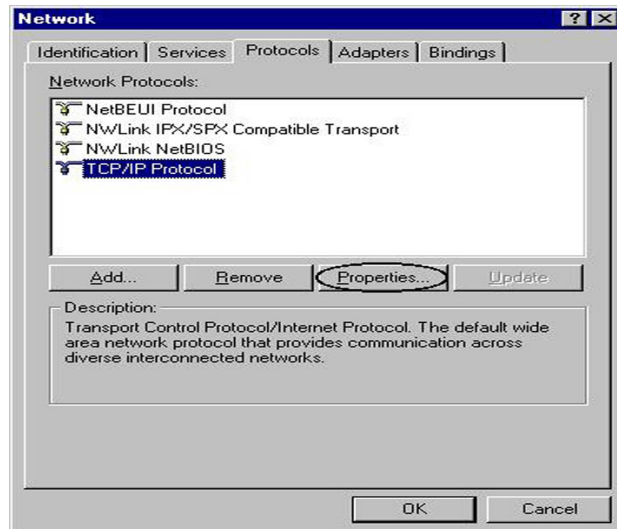 Network
Identification Services Protocols Adapters Bindings
Network Protocols:
NetBEUI Protocol
NWLink IPX/SPX Compatible Transport
NWLink NetBIOS
TCP/IP Protocol
Add... Remove Properties... Update
Description:
Transport Control Protocol/Internet Protocol. The default wide
area network protocol that provides communication across
diverse interconnected networks.
OK Cancel